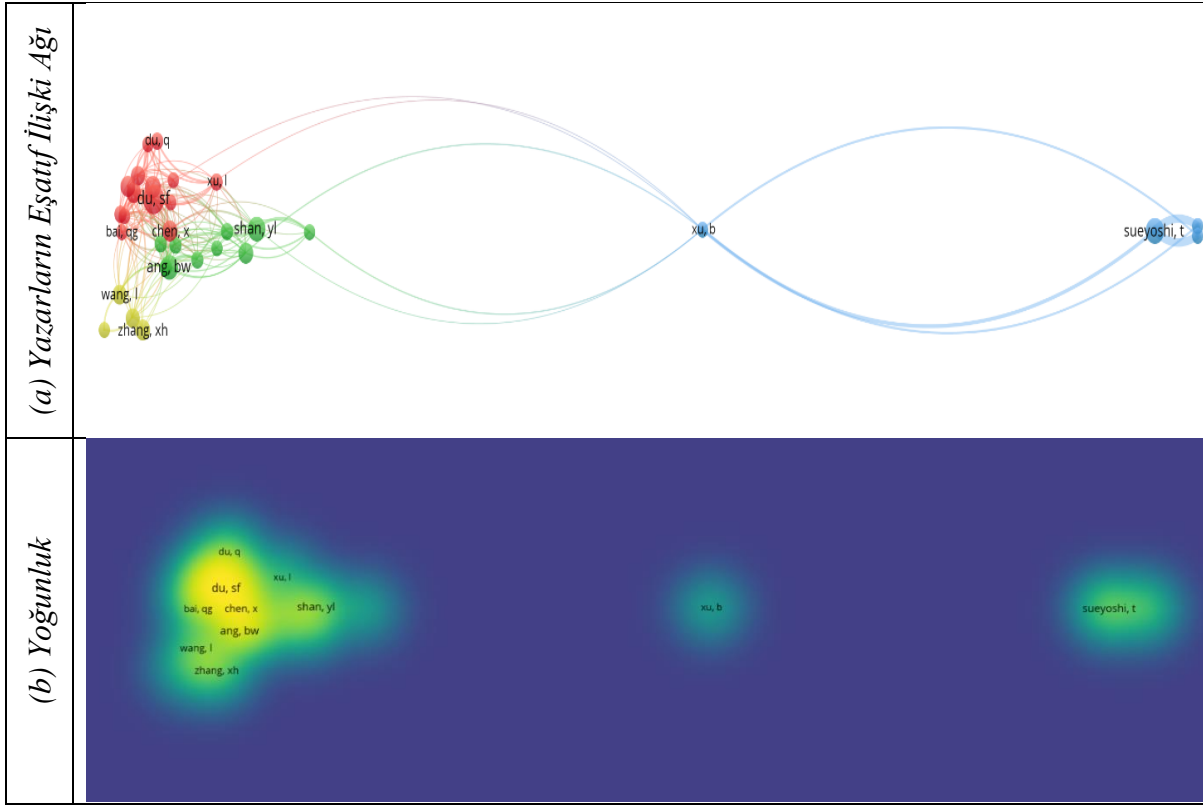 (a) Yazarların Eşatıf İlişki Ağı
du, q
xu, l
du, sf
bai, qg
chen, x
shan, yl
ang, bw
wang, l
zhang, xh
xu, b
sueyoshi, t
(b) Yoğunluk
du, q
xu, l
du, sf
bai, qg
chen, x
shan, yl
ang, bw
wang, l
zhang, xh
xu, b
sueyoshi, t